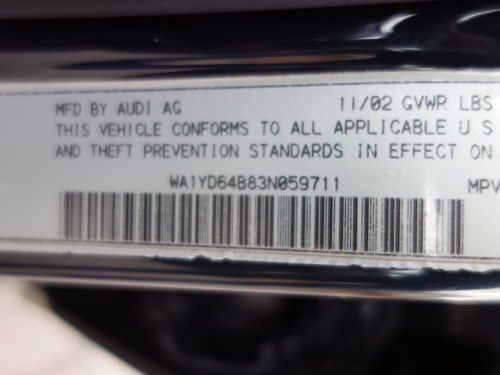 MFD BY AUDI AG 11/02 GVWR LBS
THIS VEHICLE CONFORMS TO ALL APPLICABLE U.S
AND THEFT PREVENTION STANDARDS IN EFFECT ON
WA1YD64B83N059711 MPV